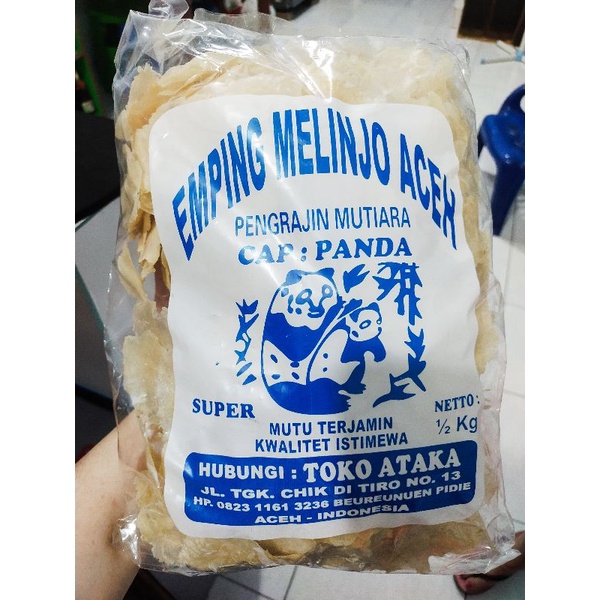 EMPING MELINJO ACEH
PENGRAJIN MUTIARA
CAP : PANDA
SUPER
MUTU TERJAMIN
KWALITET ISTIMEWA
NETTO :
½ Kg
HUBUNGI : TOKO ATAKA
JL. TGK. CHIK DI TIRO NO. 13
HP. 0823 1161 3236 BEUREUNUEN PIDIE
ACEH - INDONESIA